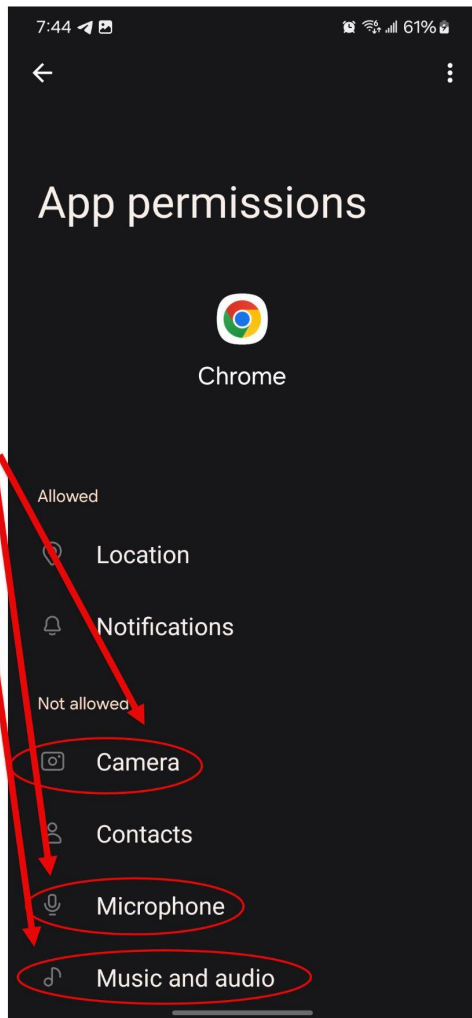 7:44 61%
App permissions
Chrome
Allowed
Location
Notifications
Not allowed
Camera
Contacts
Microphone
Music and audio